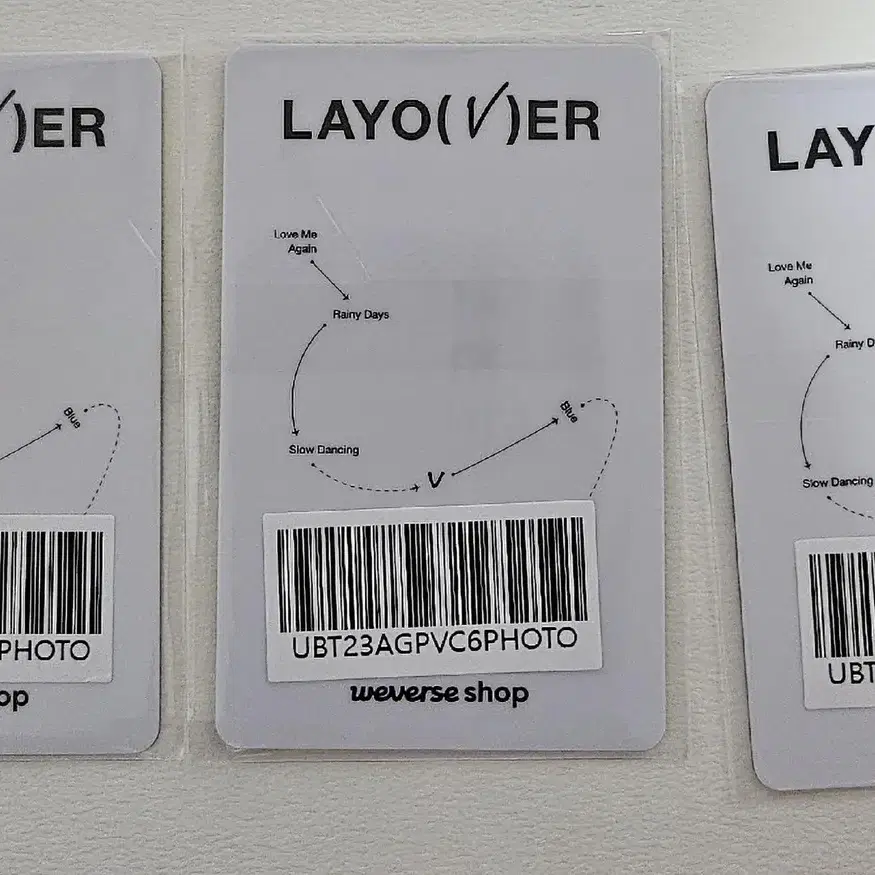 )ER
Blue
PHOTO
op
LAYO(V)ER
Love Me
Again
Rainy Days
Slow Dancing
V
Blue
UBT23AGPVC6PHOTO
weverse shop
LAY
Love Me
Again
Rainy D
Slow Dancing
UBT